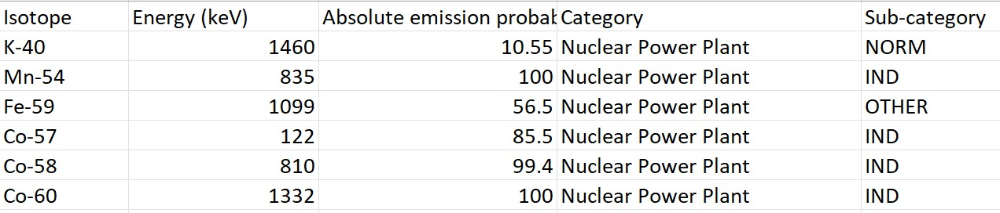 Isotope Energy (keV) Absolute emission probab Category Sub-category
K-40 1460 10.55 Nuclear Power Plant NORM
Mn-54 835 100 Nuclear Power Plant IND
Fe-59 1099 56.5 Nuclear Power Plant OTHER
Co-57 122 85.5 Nuclear Power Plant IND
Co-58 810 99.4 Nuclear Power Plant IND
Co-60 1332 100 Nuclear Power Plant IND